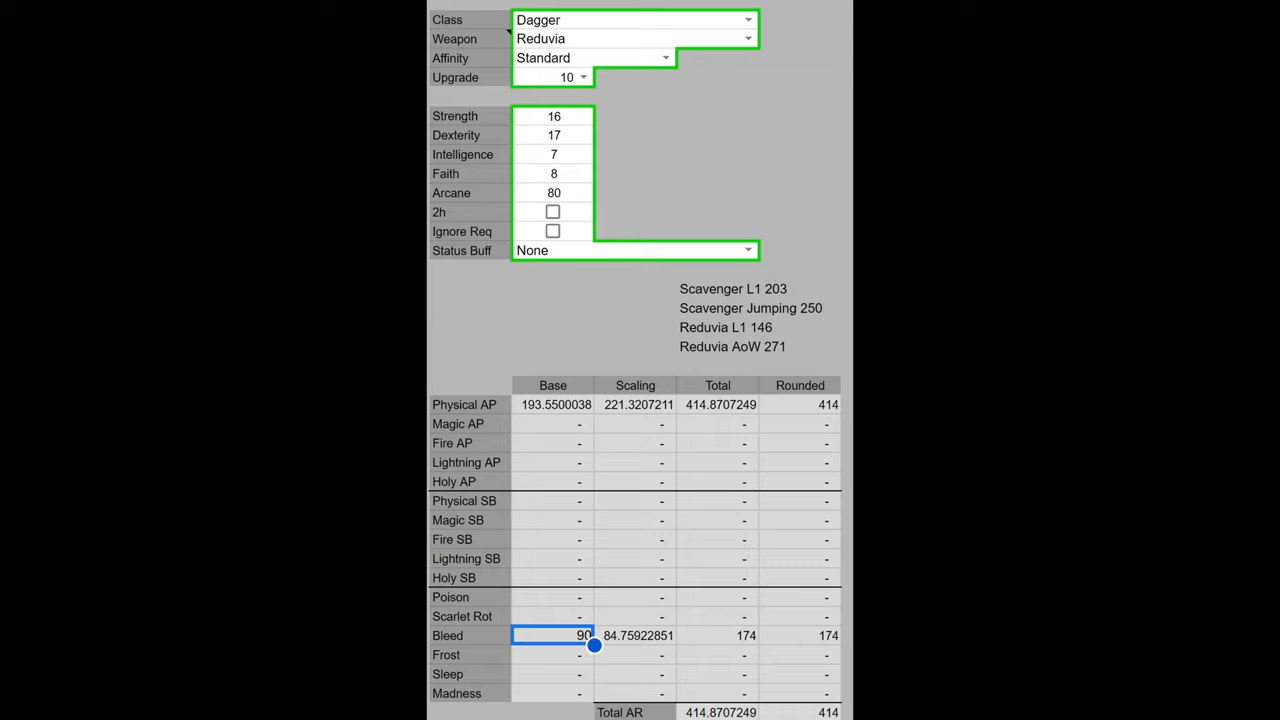 Class Dagger
Weapon Reduvia
Affinity Standard
Upgrade 10
Strength 16
Dexterity 17
Intelligence 7
Faith 8
Arcane 80
2h
Ignore Req
Status Buff None
Scavenger L1 203
Scavenger Jumping 250
Reduvia L1 146
Reduvia AoW 271
Base Scaling Total Rounded
Physical AP 193.5500038 221.3207211 414.8707249 414
Magic AP - - - -
Fire AP - - - -
Lightning AP - - - -
Holy AP - - - -
Physical SB - - - -
Magic SB - - - -
Fire SB - - - -
Lightning SB - - - -
Holy SB - - - -
Poison - - - -
Scarlet Rot - - - -
Bleed 90 84.75922851 174 174
Frost - - - -
Sleep - - - -
Madness - - - -
Total AR 414.8707249 414